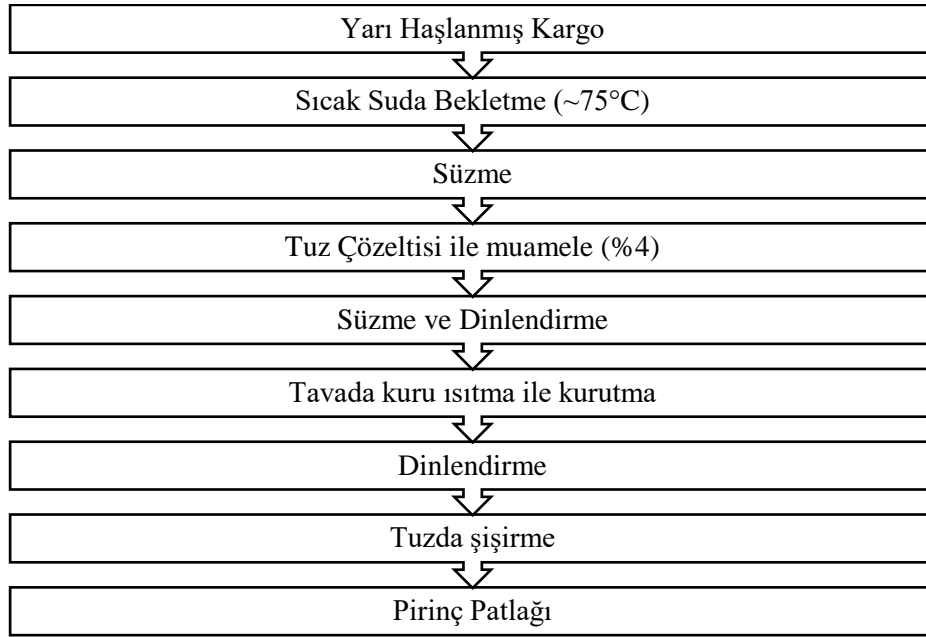 Yarı Haşlanmış Kargo
Sıcak Suda Bekletme (~75°C)
Süzme
Tuz Çözeltisi ile muamele (%4)
Süzme ve Dinlendirme
Tavada kuru ısıtma ile kurutma
Dinlendirme
Tuzda şişirme
Pirinç Patlağı